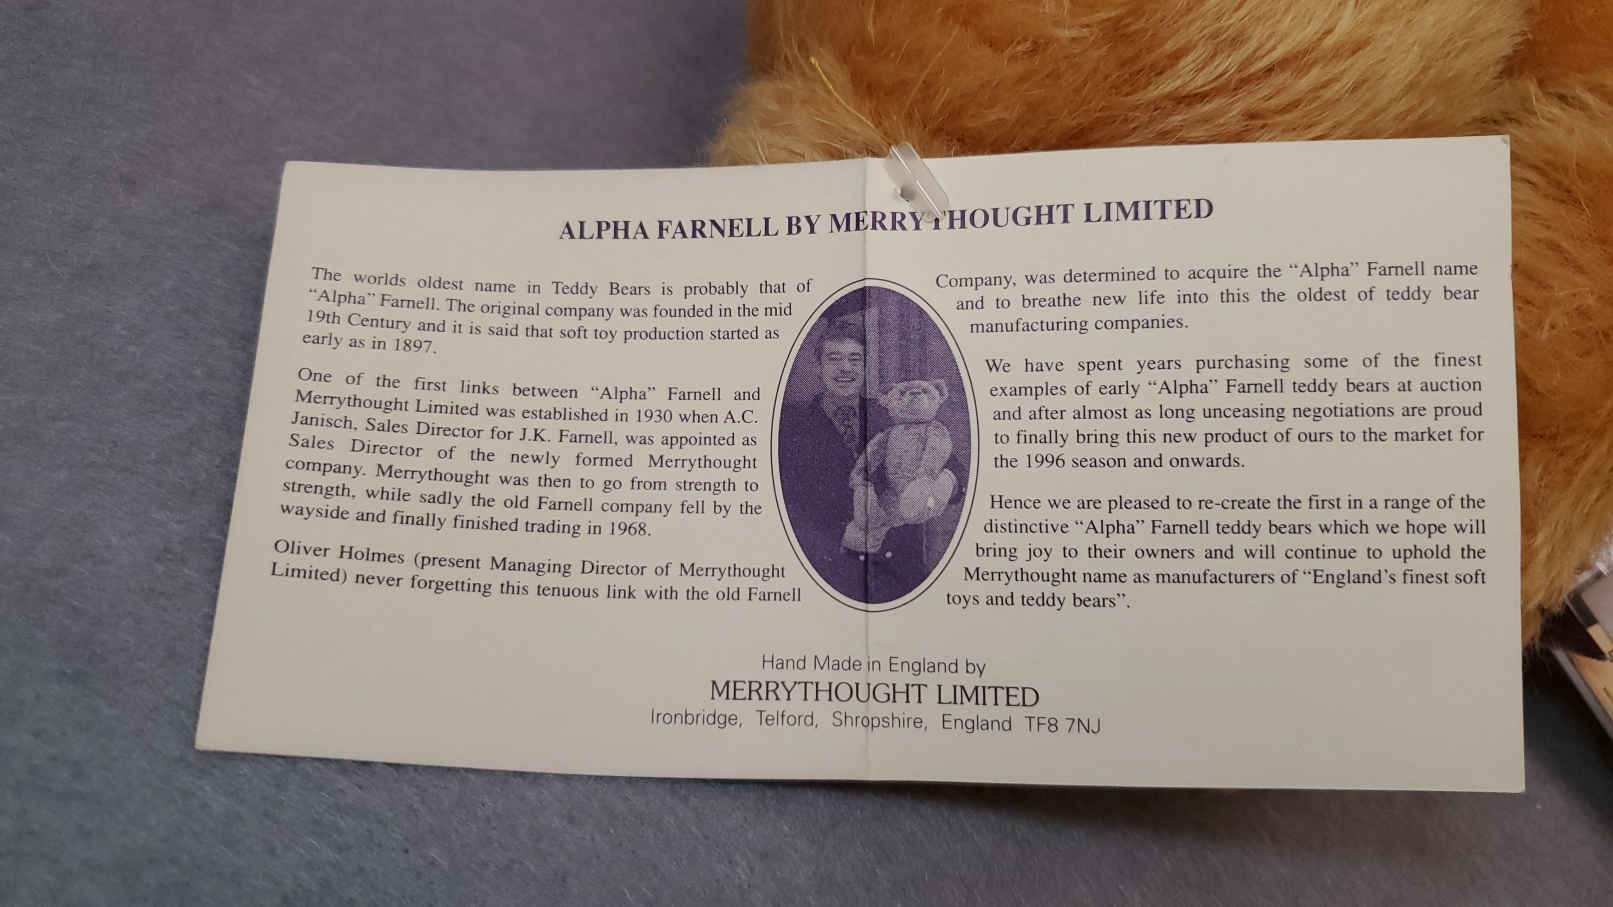 ALPHA FARNELL BY MERRYTHOUGHT LIMITED
The worlds oldest name in Teddy Bears is probably that of
“Alpha” Farnell. The original company was founded in the mid
19th Century and it is said that soft toy production started as
early as in 1897.
One of the first links between “Alpha” Farnell and
Merrythought Limited was established in 1930 when A.C.
Janisch, Sales Director for J.K. Farnell, was appointed as
Sales Director of the newly formed Merrythought
company. Merrythought was then to go from strength to
strength, while sadly the old Farnell company fell by the
wayside and finally finished trading in 1968.
Oliver Holmes (present Managing Director of Merrythought
Limited) never forgetting this tenuous link with the old Farnell
Company, was determined to acquire the “Alpha” Farnell name
and to breathe new life into this the oldest of teddy bear
manufacturing companies.
We have spent years purchasing some of the finest
examples of early “Alpha” Farnell teddy bears at auction
and after almost as long unceasing negotiations are proud
to finally bring this new product of ours to the market for
the 1996 season and onwards.
Hence we are pleased to re-create the first in a range of the
distinctive “Alpha” Farnell teddy bears which we hope will
bring joy to their owners and will continue to uphold the
Merrythought name as manufacturers of “England’s finest soft
toys and teddy bears”.
Hand Made in England by
MERRYTHOUGHT LIMITED
Ironbridge, Telford, Shropshire, England TF8 7NJ